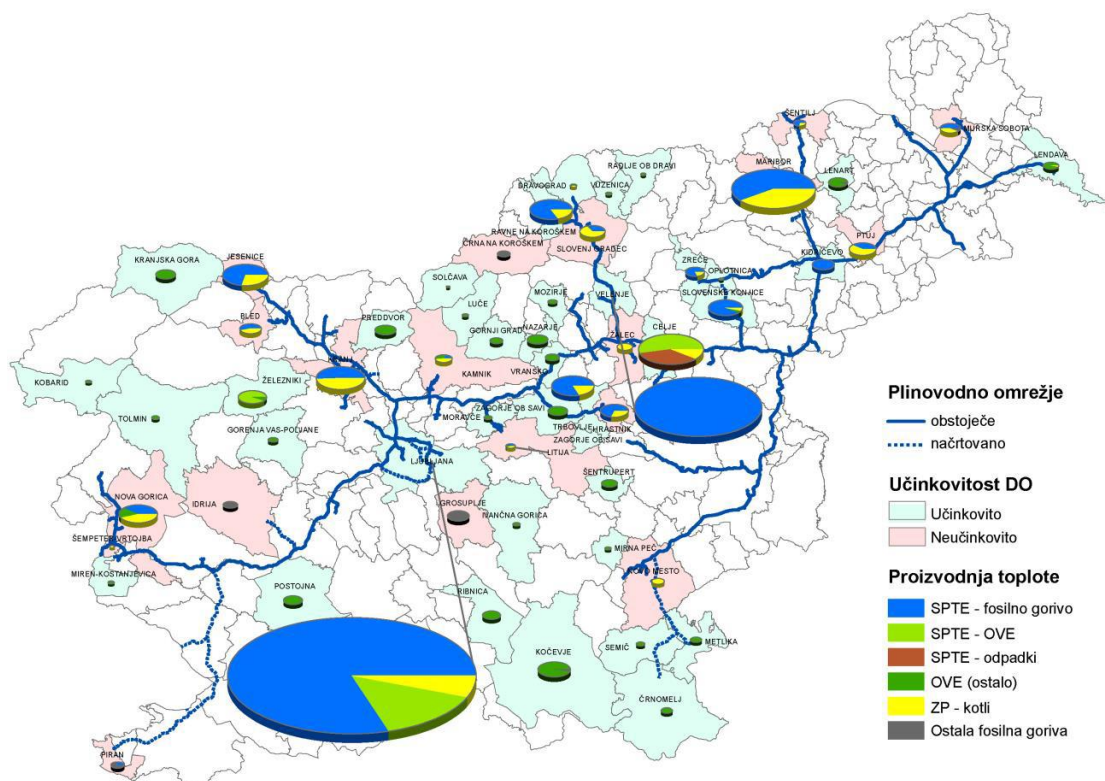 ŠENTILJ
MURSKA SOBOTA
LENDAVA
MARIBOR
LENART
RADLJE OB DRAVI
DRAVOGRAD
VUZENICA
RAVNE NA KOROŠKEM
PTUJ
ČRNA NA KOROŠKEM
SLOVENJ GRADEC
KIDRIČEVO
KRANJSKA GORA
JESENICE
ZREČE
OPLOTNICA
SOLČAVA
MOZIRJE
VELENJE
SLOVENSKE KONJICE
LUČE
BLED
PREDDVOR
GORNJI GRAD
NAZARJE
ŽALEC
CELJE
KAMNIK
VRANSKO
KOBARID
ŽELEZNIKI
TOLMIN
MORAVČE
ZAGORJE OB SAVI
TRBOVLJE
HRASTNIK
GORENJA VAS-POLJANE
ZAGORJE OB SAVI
LITIJA
LJUBLJANA
ŠENTRUPERT
NOVA GORICA
IDRIJA
GROSUPLJE
IVANČNA GORICA
ŠEMPETER-VRTOJBA
MIRNA PEČ
MIREN-KOSTANJEVICA
NOVO MESTO
POSTOJNA
RIBNICA
SEMIČ
METLIKA
KOČEVJE
ČRNOMELJ
PIRAN
Plinovodno omrežje
obstoječe
načrtovano
Učinkovitost DO
Učinkovito
Neučinkovito
Proizvodnja toplote
SPTE - fosilno gorivo
SPTE - OVE
SPTE - odpadki
OVE (ostalo)
ZP - kotli
Ostala fosilna goriva